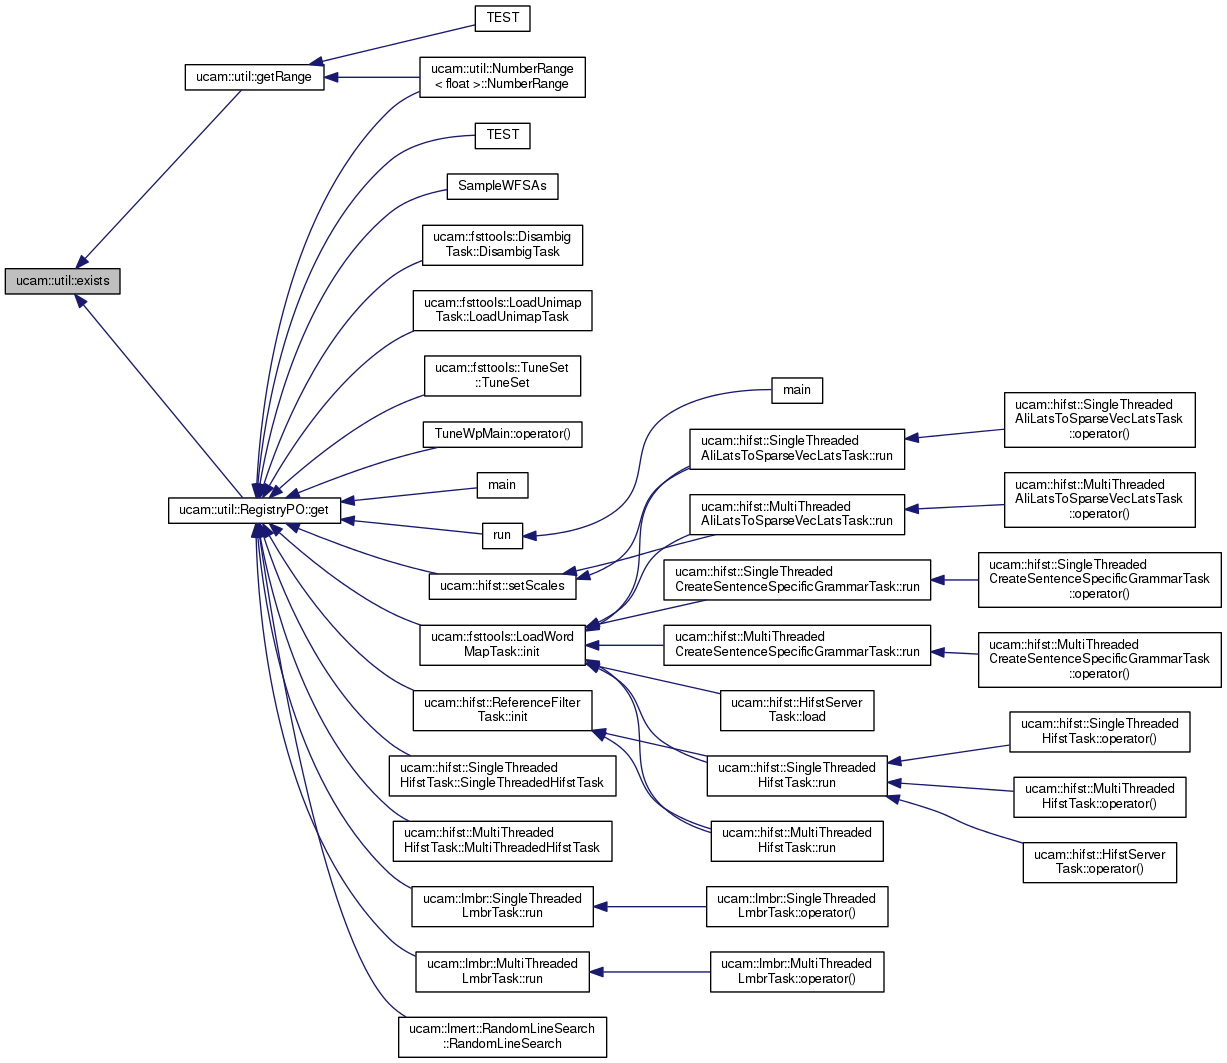 TEST
ucam::util::getRange
ucam::util::NumberRange
< float >::NumberRange
TEST
SampleWFSAs
ucam::fsttools::Disambig
Task::DisambigTask
ucam::util::exists
ucam::fsttools::LoadUnimap
Task::LoadUnimapTask
ucam::fsttools::TuneSet
::TuneSet
main
TuneWpMain::operator()
ucam::hifst::SingleThreaded
AliLatsToSparseVecLatsTask::run
ucam::hifst::SingleThreaded
AliLatsToSparseVecLatsTask
::operator()
main
ucam::util::RegistryPO::get
run
ucam::hifst::MultiThreaded
AliLatsToSparseVecLatsTask::run
ucam::hifst::MultiThreaded
AliLatsToSparseVecLatsTask
::operator()
ucam::hifst::setScales
ucam::hifst::SingleThreaded
CreateSentenceSpecificGrammarTask::run
ucam::hifst::SingleThreaded
CreateSentenceSpecificGrammarTask
::operator()
ucam::fsttools::LoadWord
MapTask::init
ucam::hifst::MultiThreaded
CreateSentenceSpecificGrammarTask::run
ucam::hifst::MultiThreaded
CreateSentenceSpecificGrammarTask
::operator()
ucam::hifst::ReferenceFilter
Task::init
ucam::hifst::HifstServer
Task::load
ucam::hifst::SingleThreaded
HifstTask::operator()
ucam::hifst::SingleThreaded
HifstTask::SingleThreadedHifstTask
ucam::hifst::SingleThreaded
HifstTask::run
ucam::hifst::MultiThreaded
HifstTask::operator()
ucam::hifst::MultiThreaded
HifstTask::MultiThreadedHifstTask
ucam::hifst::MultiThreaded
HifstTask::run
ucam::hifst::HifstServer
Task::operator()
ucam::lmbr::SingleThreaded
LmbrTask::run
ucam::lmbr::SingleThreaded
LmbrTask::operator()
ucam::lmbr::MultiThreaded
LmbrTask::run
ucam::lmbr::MultiThreaded
LmbrTask::operator()
ucam::lmert::RandomLineSearch
::RandomLineSearch